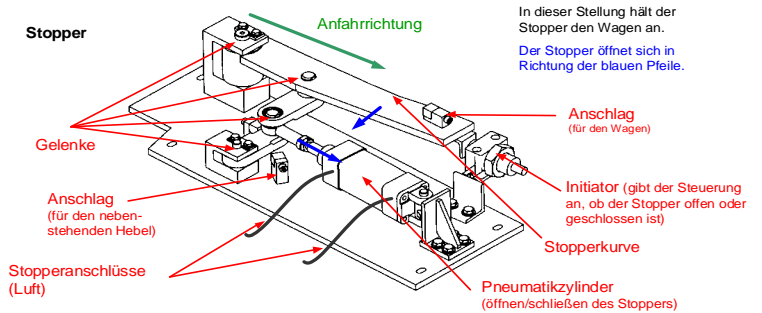 Stopper
Anfahrrichtung
In dieser Stellung hält der
Stopper den Wagen an.
Der Stopper öffnet sich in
Richtung der blauen Pfeile.
Gelenke
Anschlag
(für den Wagen)
Anschlag
(für den neben-
stehenden Hebel)
Initiator (gibt der Steuerung
an, ob der Stopper offen oder
geschlossen ist)
Stopperkurve
Stopperanschlüsse
(Luft)
Pneumatikzylinder
(öffnen/schließen des Stoppers)